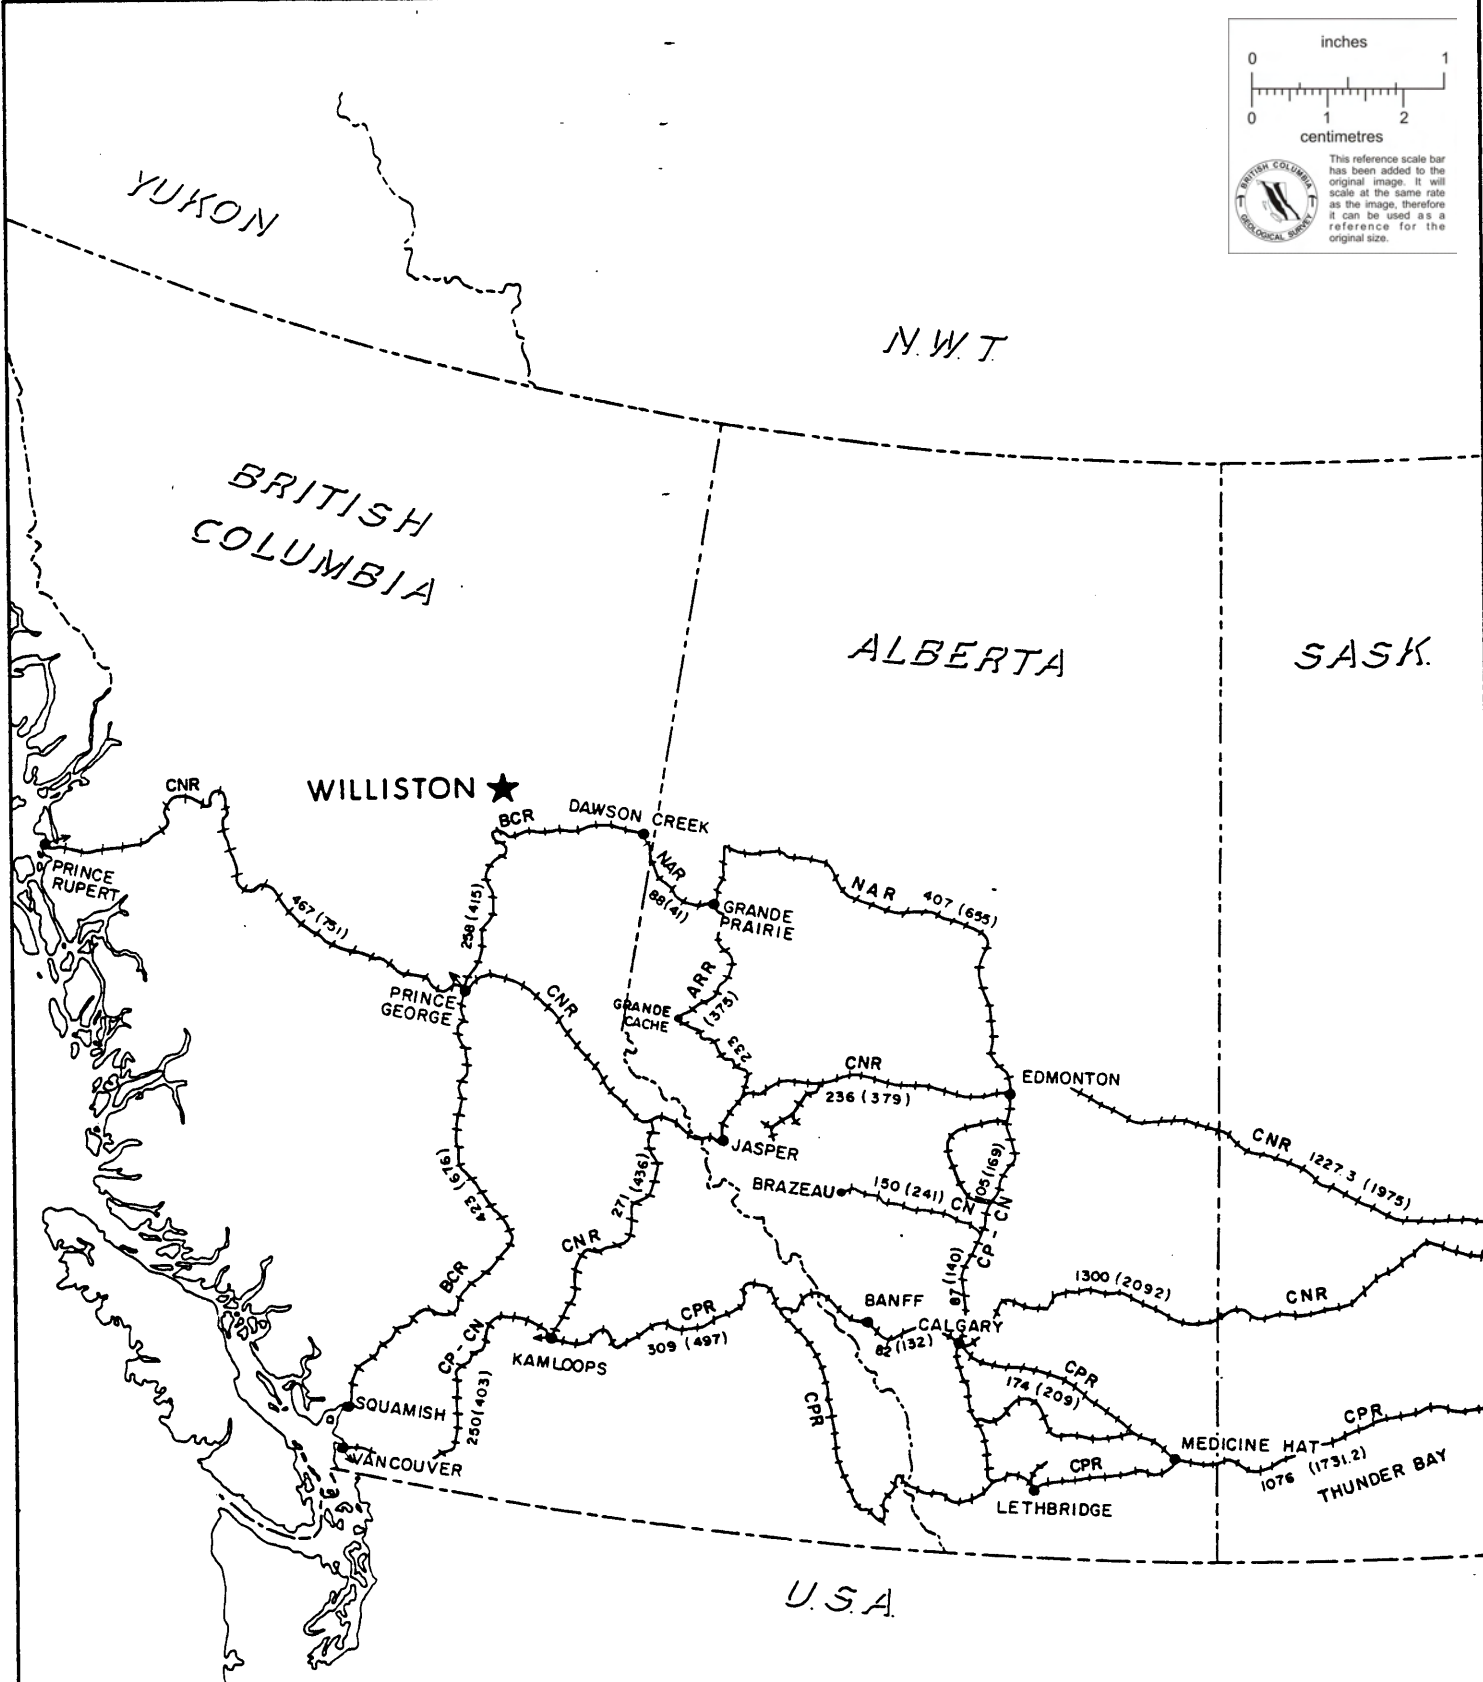 inches
0 1
0 1 2
centimetres
This reference scale bar
has been added to the
original image. It will
scale at the same rate
as the image, therefore
it can be used as a
reference for the
original size.
BRITISH COLUMBIA
GEOLOGICAL SURVEY
YUKON
N.W.T.
BRITISH
COLUMBIA
ALBERTA
SASK.
WILLISTON
CNR
BCR
DAWSON CREEK
PRINCE
RUPERT
467 (751)
258 (415)
NAR
88(41)
GRANDE
PRAIRIE
NAR
407 (655)
PRINCE
GEORGE
CNR
GRANDE
CACHE
ARR
(375)
233
CNR
236 (379)
EDMONTON
JASPER
CNR
1227.3 (1975)
423 (676)
271 (436)
BRAZEAU
150 (241)
CN
105(169)
CP-CN
87(140)
CNR
BCR
1300 (2092)
CNR
BANFF
CALGARY
82(132)
CPR
309 (497)
CP-CN
KAMLOOPS
250(403)
SQUAMISH
VANCOUVER
CPR
CPR
174 (209)
CPR
MEDICINE HAT
CPR
1076 (1731.2)
THUNDER BAY
LETHBRIDGE
U.S.A.